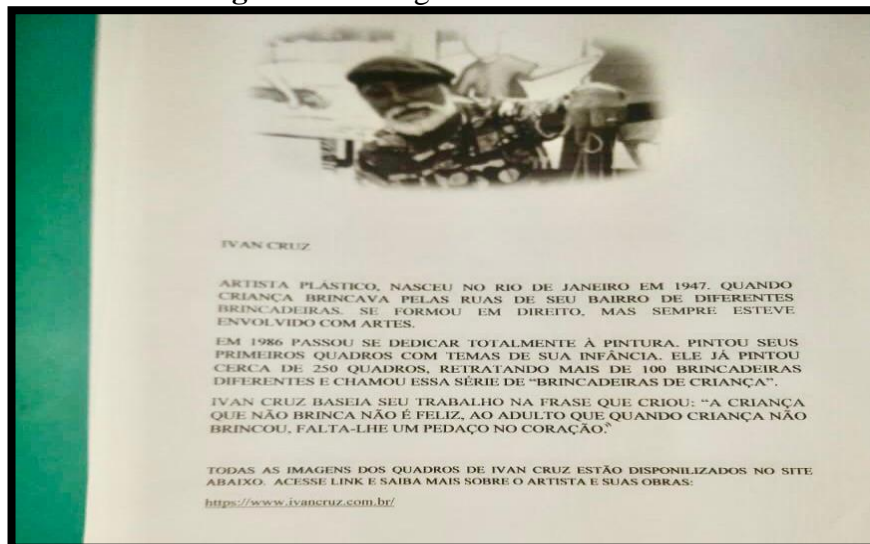 IVAN CRUZ
ARTISTA PLÁSTICO, NASCEU NO RIO DE JANEIRO EM 1947. QUANDO
CRIANÇA BRINCAVA PELAS RUAS DE SEU BAIRRO DE DIFERENTES
BRINCADEIRAS. SE FORMOU EM DIREITO, MAS SEMPRE ESTEVE
ENVOLVIDO COM ARTES.
EM 1986 PASSOU SE DEDICAR TOTALMENTE À PINTURA. PINTOU SEUS
PRIMEIROS QUADROS COM TEMAS DE SUA INFÂNCIA. ELE JÁ PINTOU
CERCA DE 250 QUADROS, RETRATANDO MAIS DE 100 BRINCADEIRAS
DIFERENTES E CHAMOU ESSA SÉRIE DE “BRINCADEIRAS DE CRIANÇA”.
IVAN CRUZ BASEIA SEU TRABALHO NA FRASE QUE CRIOU: “A CRIANÇA
QUE NÃO BRINCA NÃO É FELIZ, AO ADULTO QUE QUANDO CRIANÇA NÃO
BRINCOU, FALTA-LHE UM PEDAÇO NO CORAÇÃO.”
TODAS AS IMAGENS DOS QUADROS DE IVAN CRUZ ESTÃO DISPONILIZADOS NO SITE
ABAIXO. ACESSE LINK E SAIBA MAIS SOBRE O ARTISTA E SUAS OBRAS:
https://www.ivancruz.com.br/